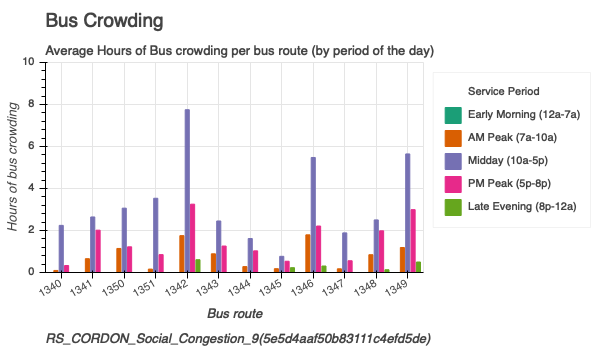 Bus Crowding
Average Hours of Bus crowding per bus route (by period of the day)
10
8
6
4
2
0
Hours of bus crowding
1340 1341 1350 1351 1342 1343 1344 1345 1346 1347 1348 1349
Bus route
Service Period
Early Morning (12a-7a)
AM Peak (7a-10a)
Midday (10a-5p)
PM Peak (5p-8p)
Late Evening (8p-12a)
RS_CORDON_Social_Congestion_9(5e5d4aaf50b83111c4efd5de)